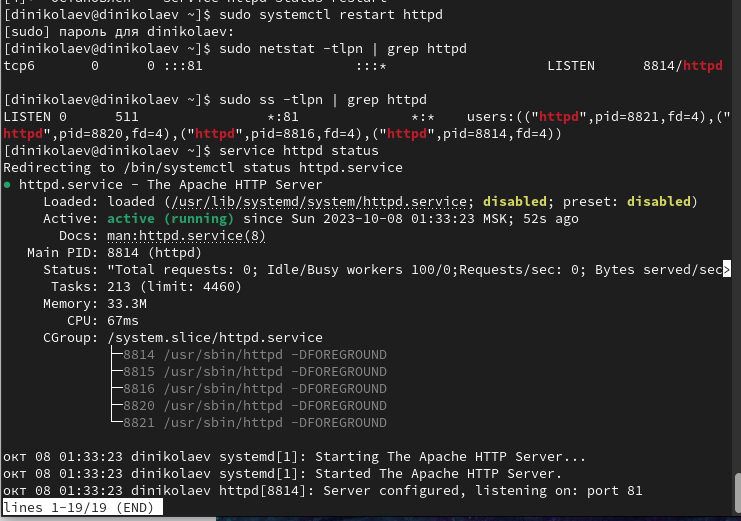 [dinikolaev@dinikolaev ~]$ sudo systemctl restart httpd
[sudo] пароль для dinikolaev:
[dinikolaev@dinikolaev ~]$ sudo netstat -tlpn | grep httpd
tcp6       0      0 :::81                   :::*                    LISTEN      8814/httpd
[dinikolaev@dinikolaev ~]$ sudo ss -tlpn | grep httpd
LISTEN 0      511                *:81              *:*    users:(("httpd",pid=8821,fd=4),("
httpd",pid=8820,fd=4),("httpd",pid=8816,fd=4),("httpd",pid=8814,fd=4))
[dinikolaev@dinikolaev ~]$ service httpd status
Redirecting to /bin/systemctl status httpd.service
● httpd.service - The Apache HTTP Server
     Loaded: loaded (/usr/lib/systemd/system/httpd.service; disabled; preset: disabled)
     Active: active (running) since Sun 2023-10-08 01:33:23 MSK; 52s ago
       Docs: man:httpd.service(8)
   Main PID: 8814 (httpd)
     Status: "Total requests: 0; Idle/Busy workers 100/0;Requests/sec: 0; Bytes served/sec>
      Tasks: 213 (limit: 4460)
     Memory: 33.3M
        CPU: 67ms
     CGroup: /system.slice/httpd.service
             ├─8814 /usr/sbin/httpd -DFOREGROUND
             ├─8815 /usr/sbin/httpd -DFOREGROUND
             ├─8816 /usr/sbin/httpd -DFOREGROUND
             ├─8820 /usr/sbin/httpd -DFOREGROUND
             └─8821 /usr/sbin/httpd -DFOREGROUND
окт 08 01:33:23 dinikolaev systemd[1]: Starting The Apache HTTP Server...
окт 08 01:33:23 dinikolaev systemd[1]: Started The Apache HTTP Server.
окт 08 01:33:23 dinikolaev httpd[8814]: Server configured, listening on: port 81
lines 1-19/19 (END)